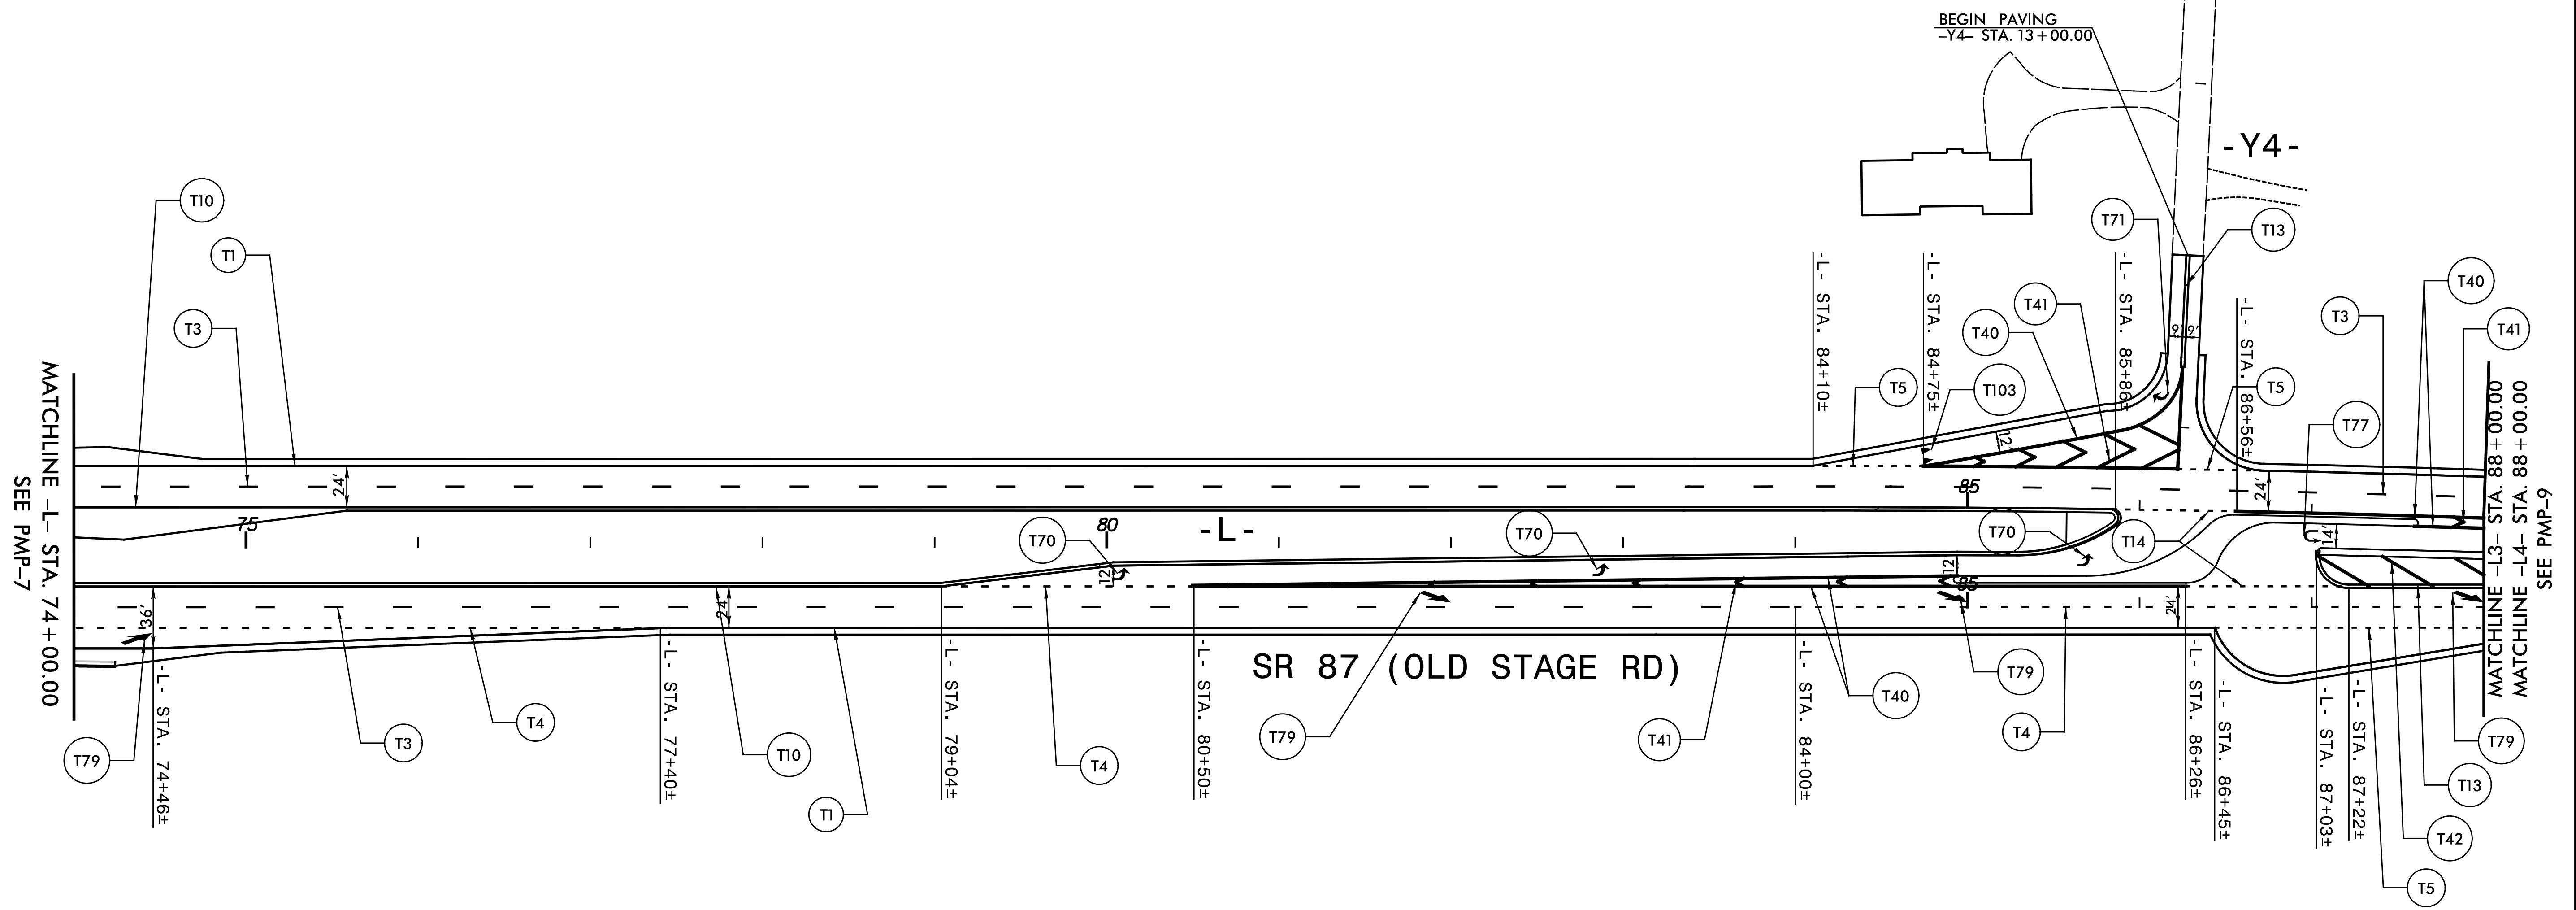 BEGIN PAVING
-Y4- STA. 13+00.00
-Y4-
T10
T1
T3
T71
T13
T41
T40
T103
T5
-L- STA. 84+10±
-L- STA. 84+75±
-L- STA. 85+86±
-L- STA. 86+56±
9'
9'
12'
T3
T5
T77
T40
T41
24'
24'
14'
MATCHLINE -L- STA. 74+00.00
SEE PMP-7
75
80
-L-
85
T70
T70
T70
T14
12'
12'
85
36'
24'
24'
SR 87 (OLD STAGE RD)
MATCHLINE -L3- STA. 88+00.00
MATCHLINE -L4- STA. 88+00.00
SEE PMP-9
T79
-L- STA. 74+46±
T3
T4
-L- STA. 77+40±
T10
T1
-L- STA. 79+04±
T4
-L- STA. 80+50±
T79
T41
-L- STA. 84+00±
T40
T79
T4
-L- STA. 86+26±
-L- STA. 86+45±
-L- STA. 87+03±
-L- STA. 87+22±
T79
T13
T42
T5